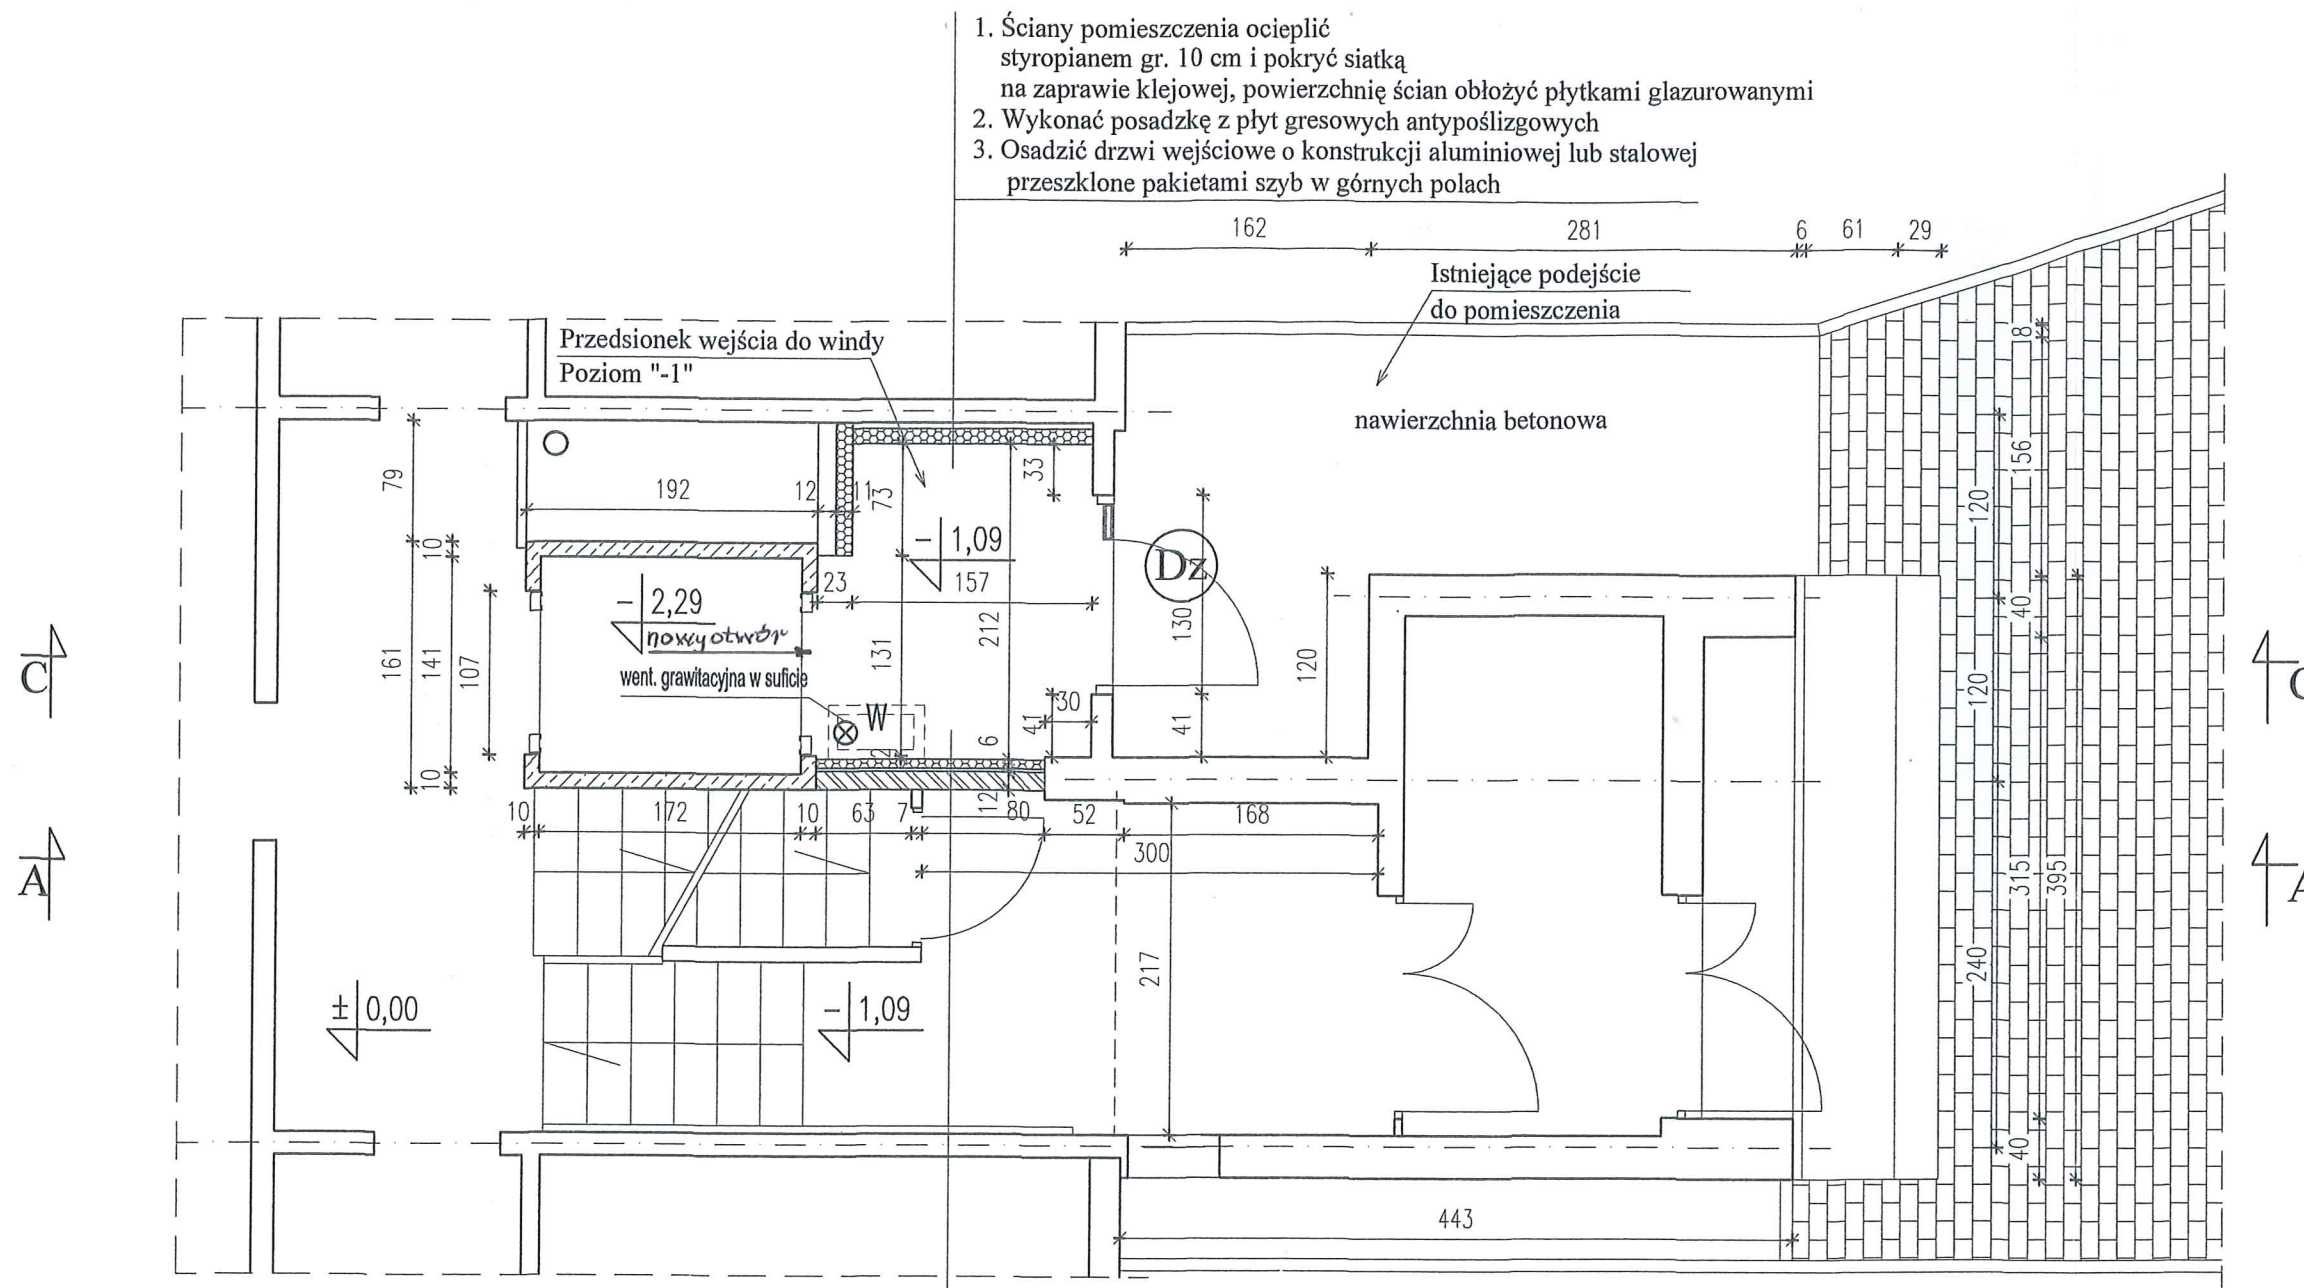 1. Ściany pomieszczenia ocieplić
styropianem gr. 10 cm i pokryć siatką
na zaprawie klejowej, powierzchnię ścian obłożyć płytkami glazurowanymi
2. Wykonać posadzkę z płyt gresowych antypoślizgowych
3. Osadzić drzwi wejściowe o konstrukcji aluminiowej lub stalowej
przeszklone pakietami szyb w górnych polach
162 281 6 61 29
Istniejące podejście
do pomieszczenia
Przedsionek wejścia do windy
Poziom "-1"
nawierzchnia betonowa
8
156
120
79
192 12 11
73
33
- 1,09
Dz
10
23 157
- 2,29
nowy otwór
went. grawitacyjna w suficie
W
161
141
107
131
212
130
120
40
120
C
30
41
41
6
2
10
12
10 172 10 63 7 80 52 168
300
A
A
217
240
315
395
± 0,00
- 1,09
40
443